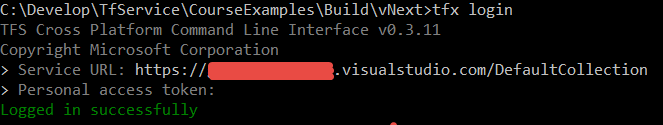 C:\Develop\TfService\CourseExamples\Build\vNext>tfx login
TFS Cross Platform Command Line Interface v0.3.11
Copyright Microsoft Corporation
> Service URL: https:// .visualstudio.com/DefaultCollection
> Personal access token:
Logged in successfully